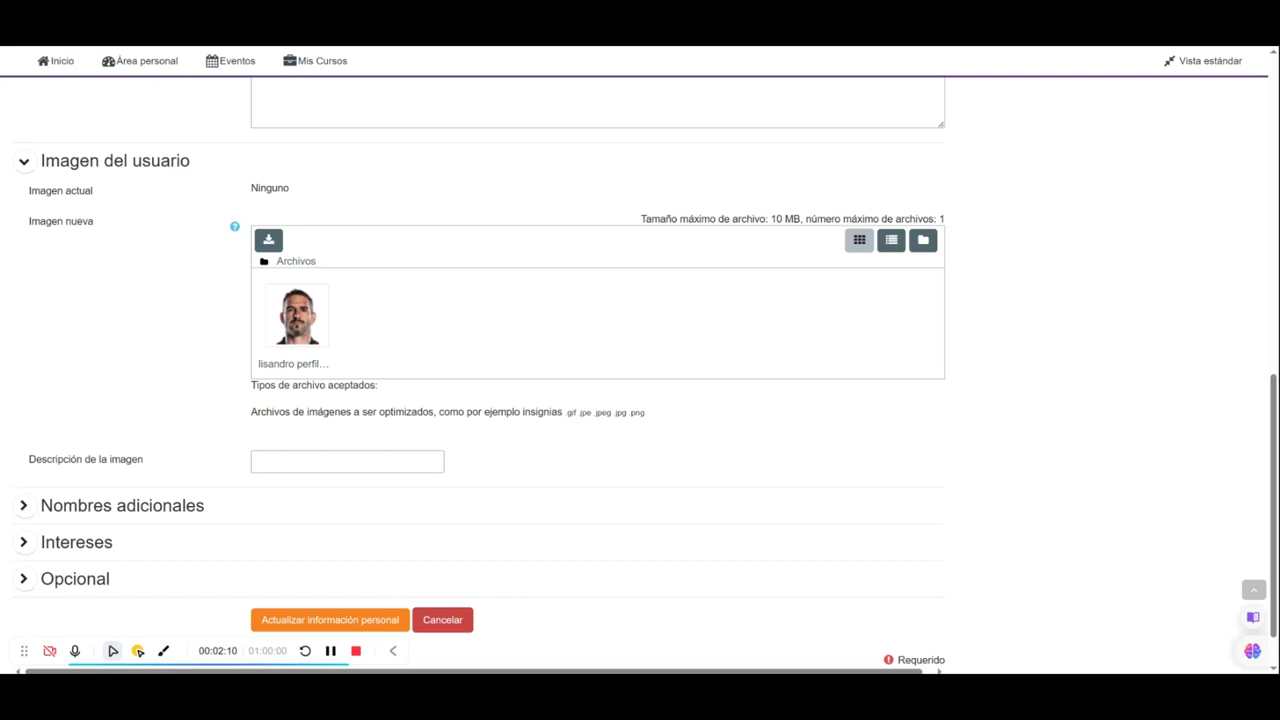 Inicio
Área personal
Eventos
Mis Cursos
Vista estándar
Imagen del usuario
Imagen actual
Ninguno
Imagen nueva
Tamaño máximo de archivo: 10 MB, número máximo de archivos: 1
Archivos
lisandro perfil...
Tipos de archivo aceptados:
Archivos de imágenes a ser optimizados, como por ejemplo insignias .gif .jpe .jpeg .jpg .png
Descripción de la imagen
Nombres adicionales
Intereses
Opcional
Actualizar información personal
Cancelar
00:02:10
01:00:00
Requerido